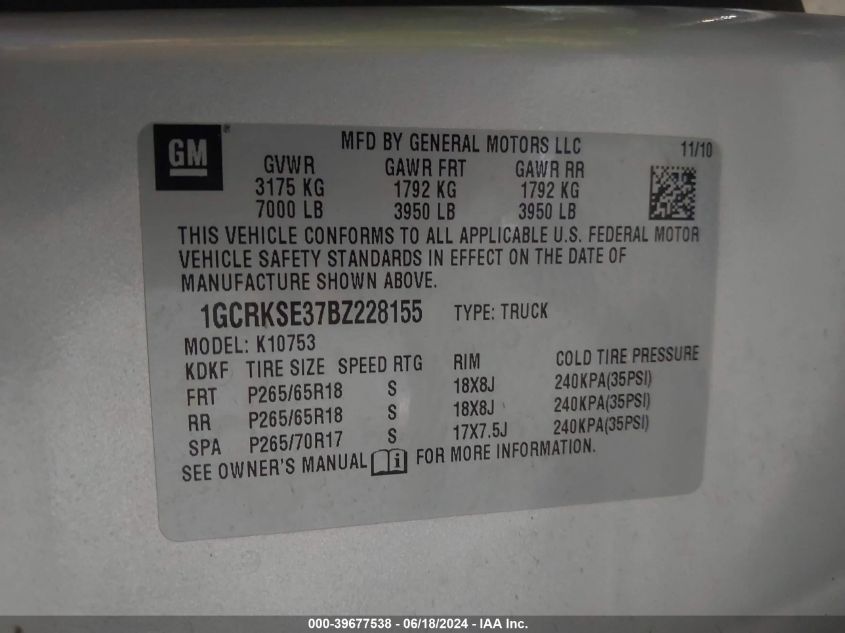 GM®
MFD BY GENERAL MOTORS LLC 11/10
GVWR GAWR FRT GAWR RR
3175 KG 1792 KG 1792 KG
7000 LB 3950 LB 3950 LB
THIS VEHICLE CONFORMS TO ALL APPLICABLE U.S. FEDERAL MOTOR
VEHICLE SAFETY STANDARDS IN EFFECT ON THE DATE OF
MANUFACTURE SHOWN ABOVE.
1GCRKSE37BZ228155 TYPE: TRUCK
MODEL: K10753
KDKF TIRE SIZE SPEED RTG RIM COLD TIRE PRESSURE
FRT P265/65R18 S 18X8J 240KPA(35PSI)
RR P265/65R18 S 18X8J 240KPA(35PSI)
SPA P265/70R17 S 17X7.5J 240KPA(35PSI)
SEE OWNER'S MANUAL i FOR MORE INFORMATION.
000-39677538 - 06/18/2024 - IAA Inc.